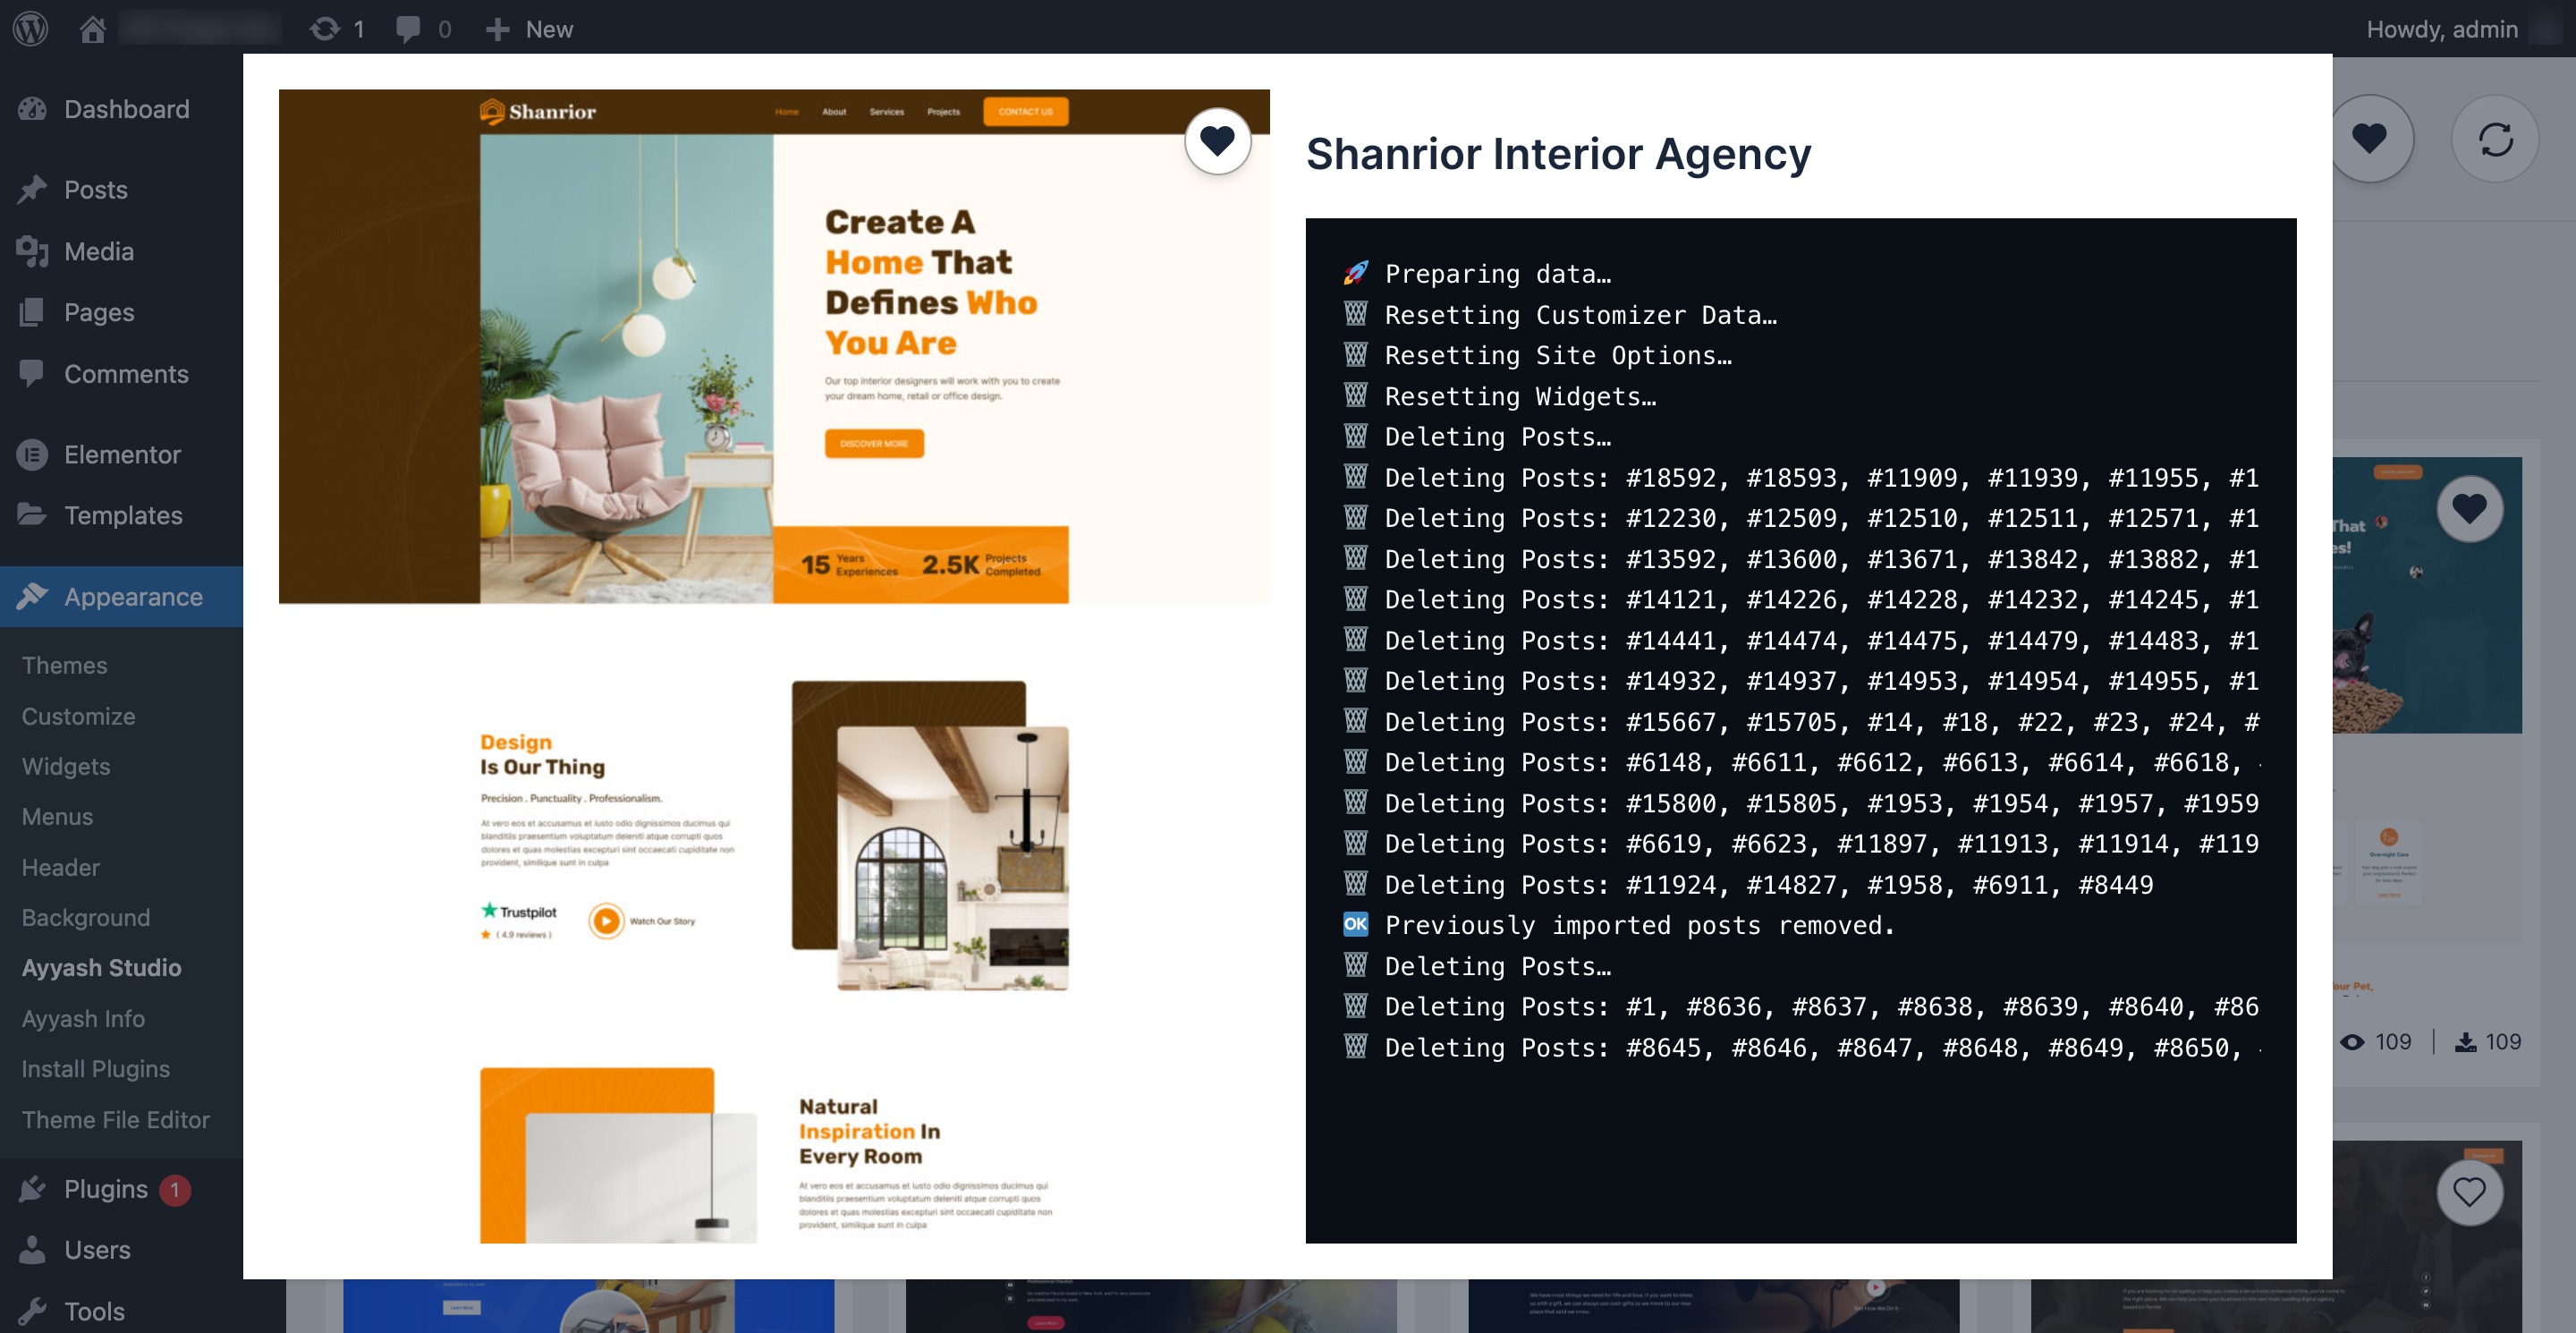 1
0
New
Howdy, admin
Dashboard
Posts
Media
Pages
Comments
Elementor
Templates
Appearance
Themes
Customize
Widgets
Menus
Header
Background
Ayyash Studio
Ayyash Info
Install Plugins
Theme File Editor
Plugins 1
Users
Tools
Shanrior
Home About Services Projects CONTACT US
Create A
Home That
Defines Who
You Are
Our top interior designers will work with you to create
your dream home, retail or office design.
DISCOVER MORE
15 Years
Experiences
2.5K Projects
Completed
Design
Is Our Thing
Precision . Punctuality . Professionalism.
At vero eos et accusamus et iusto odio dignissimos ducimus qui
blanditiis praesentium voluptatum deleniti atque corrupti quos
dolores et quas molestias excepturi sint occaecati cupiditate non
provident, similique sunt in culpa
Trustpilot
( 4.9 reviews )
Watch Our Story
Natural
Inspiration In
Every Room
At vero eos et accusamus et iusto odio dignissimos ducimus qui
blanditiis praesentium voluptatum deleniti atque corrupti quos
dolores et quas molestias excepturi sint occaecati cupiditate non
provident, similique sunt in culpa
Shanrior Interior Agency
Preparing data…
Resetting Customizer Data…
Resetting Site Options…
Resetting Widgets…
Deleting Posts…
Deleting Posts: #18592, #18593, #11909, #11939, #11955, #1
Deleting Posts: #12230, #12509, #12510, #12511, #12571, #1
Deleting Posts: #13592, #13600, #13671, #13842, #13882, #1
Deleting Posts: #14121, #14226, #14228, #14232, #14245, #1
Deleting Posts: #14441, #14474, #14475, #14479, #14483, #1
Deleting Posts: #14932, #14937, #14953, #14954, #14955, #1
Deleting Posts: #15667, #15705, #14, #18, #22, #23, #24, #
Deleting Posts: #6148, #6611, #6612, #6613, #6614, #6618,
Deleting Posts: #15800, #15805, #1953, #1954, #1957, #1959
Deleting Posts: #6619, #6623, #11897, #11913, #11914, #119
Deleting Posts: #11924, #14827, #1958, #6911, #8449
OK Previously imported posts removed.
Deleting Posts…
Deleting Posts: #1, #8636, #8637, #8638, #8639, #8640, #86
Deleting Posts: #8645, #8646, #8647, #8648, #8649, #8650,
That
es!
Overnight Care
our Pet,
109 | 109
Learn More
See How We Do It